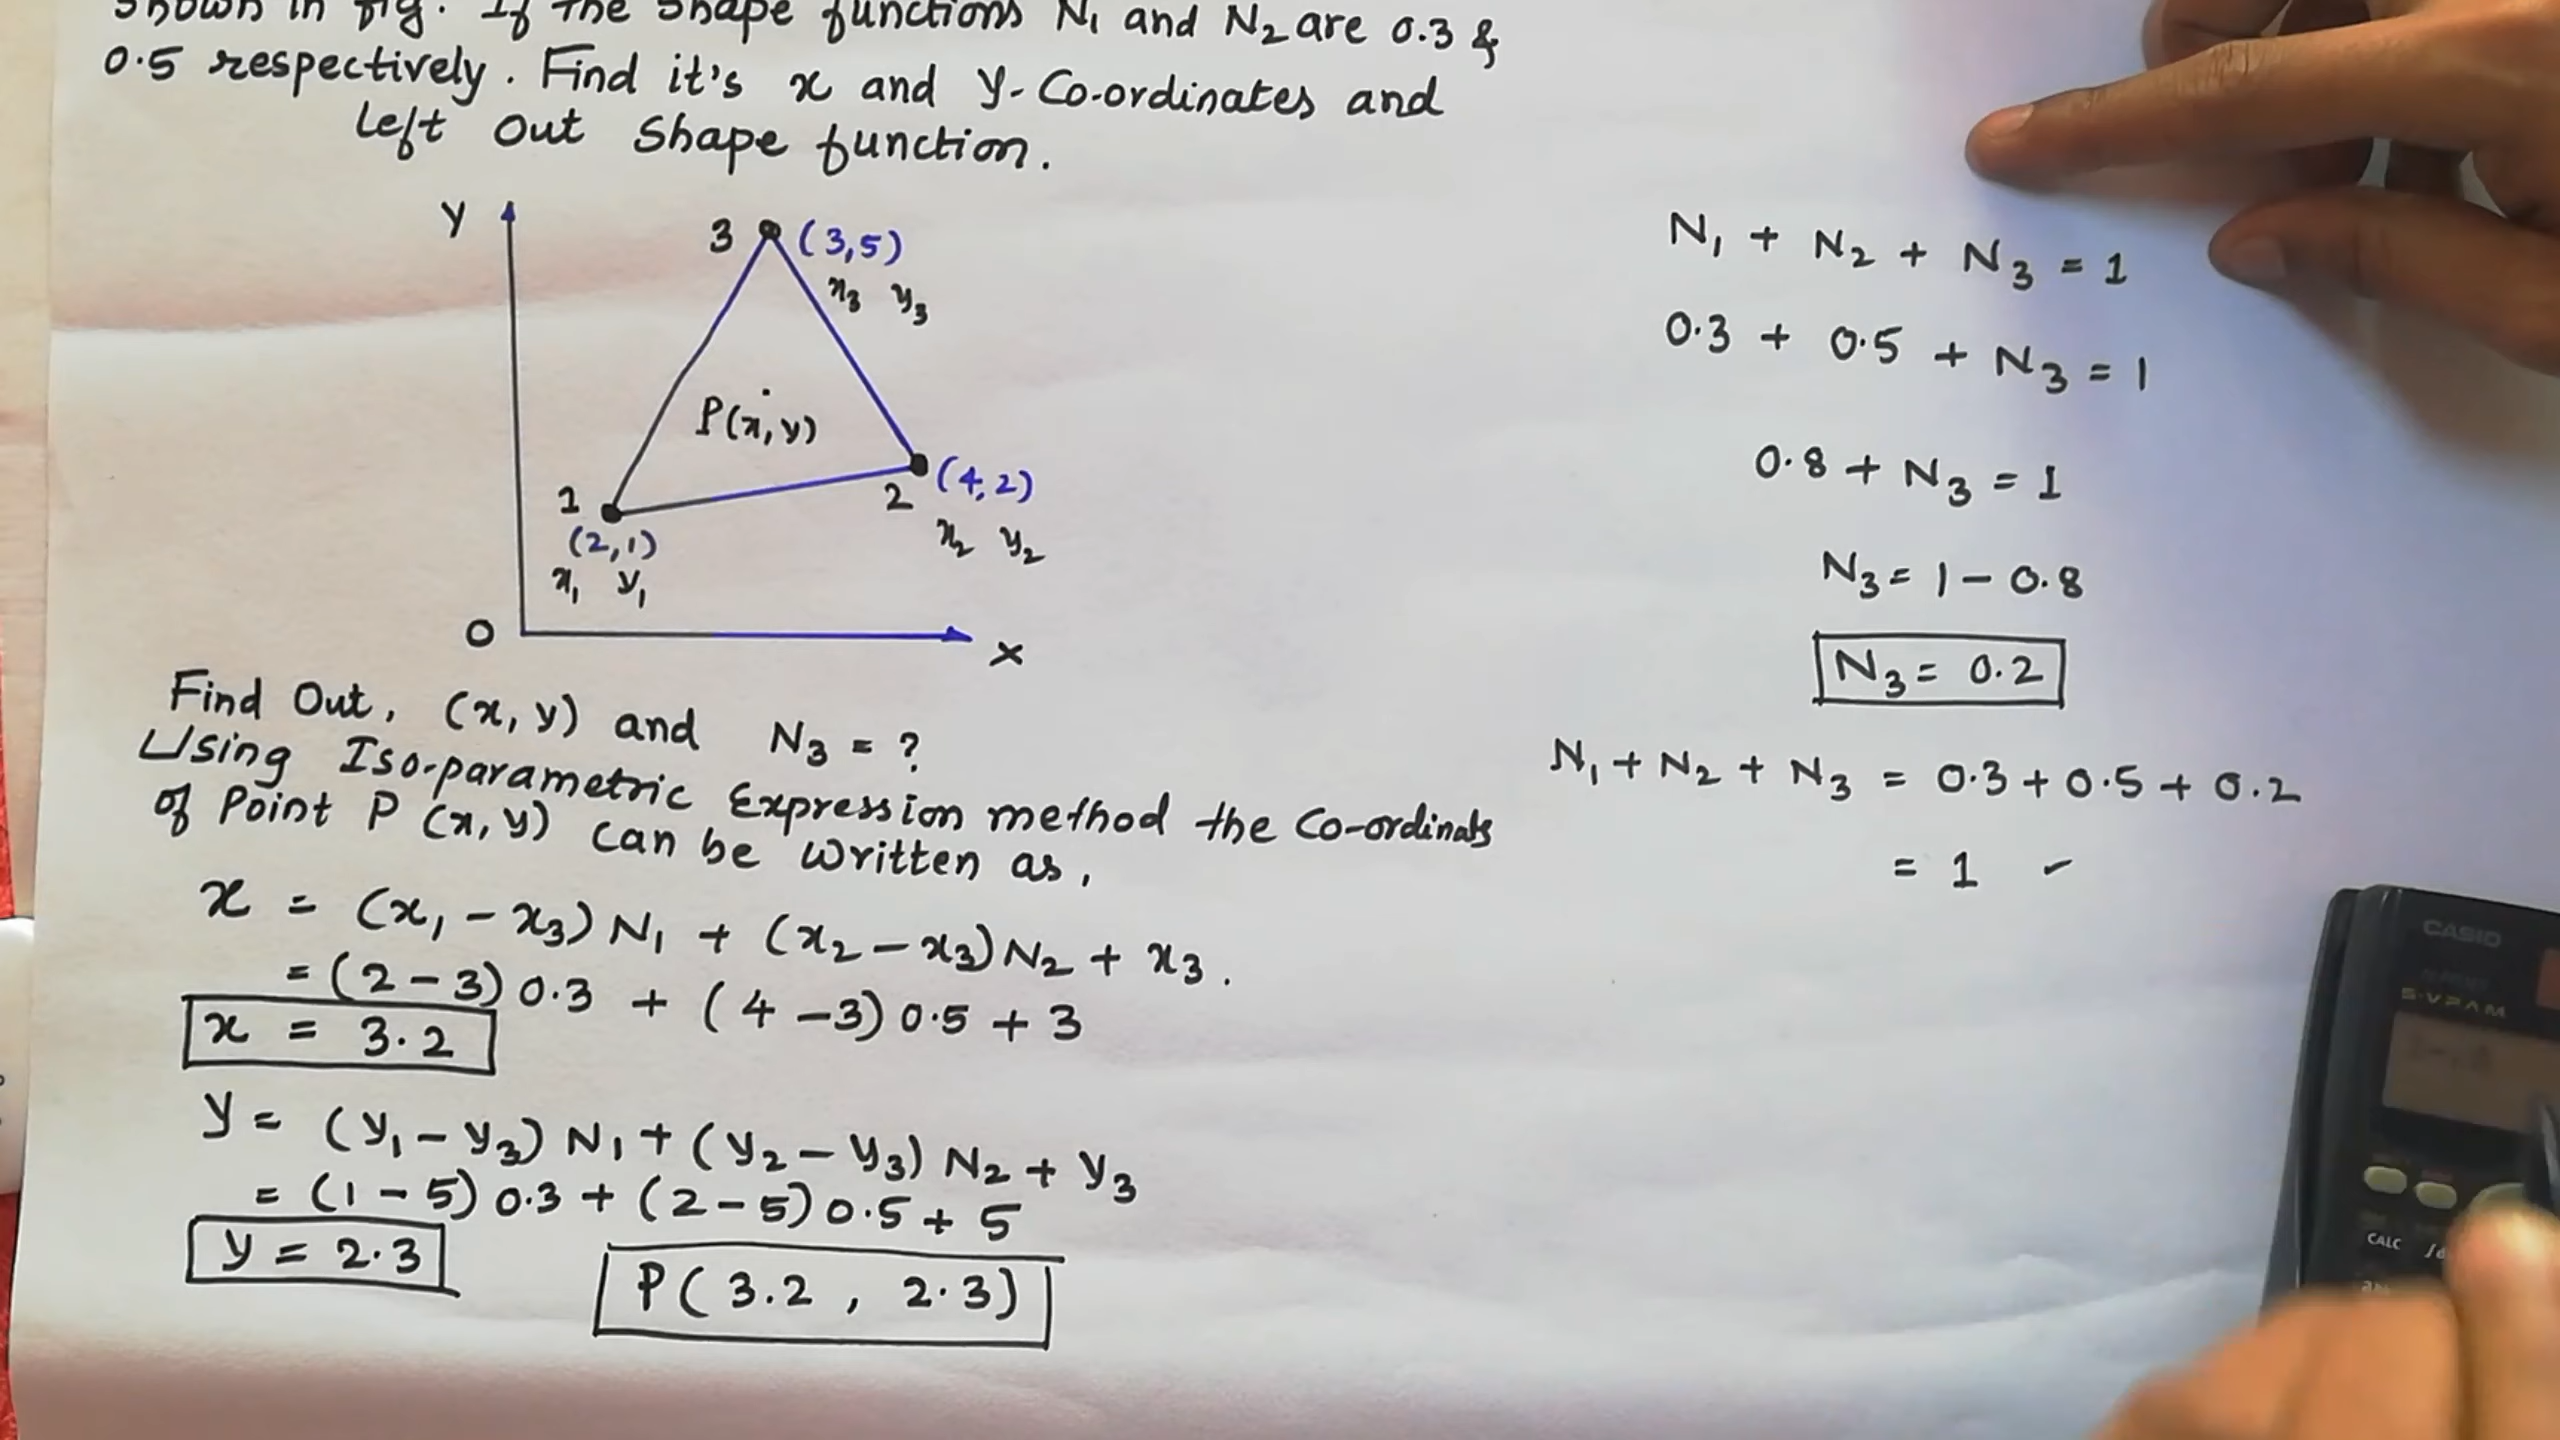 shown in fig. If the shape functions N₁ and N₂ are 0.3 &
0.5 respectively. Find it's x and y-Co-ordinates and
left out shape function.
Y
3 (3,5)
x₃ y₃
P(x,y)
1
(2,1)
x₁ y₁
2 (4,2)
x₂ y₂
O
X
Find Out, (x,y) and N₃ = ?
Using Iso-parametric Expression method the Co-ordinats
of Point P (x,y) can be written as,
x = (x₁ - x₃) N₁ + (x₂ - x₃) N₂ + x₃.
= (2 - 3) 0.3 + (4 - 3) 0.5 + 3
x = 3.2
y = (y₁ - y₃) N₁ + (y₂ - y₃) N₂ + y₃
= (1 - 5) 0.3 + (2 - 5) 0.5 + 5
y = 2.3
P(3.2, 2.3)
N₁ + N₂ + N₃ = 1
0.3 + 0.5 + N₃ = 1
0.8 + N₃ = 1
N₃ = 1 - 0.8
N₃ = 0.2
N₁ + N₂ + N₃ = 0.3 + 0.5 + 0.2
= 1
CASIO
S-V.P.A.M.
CALC